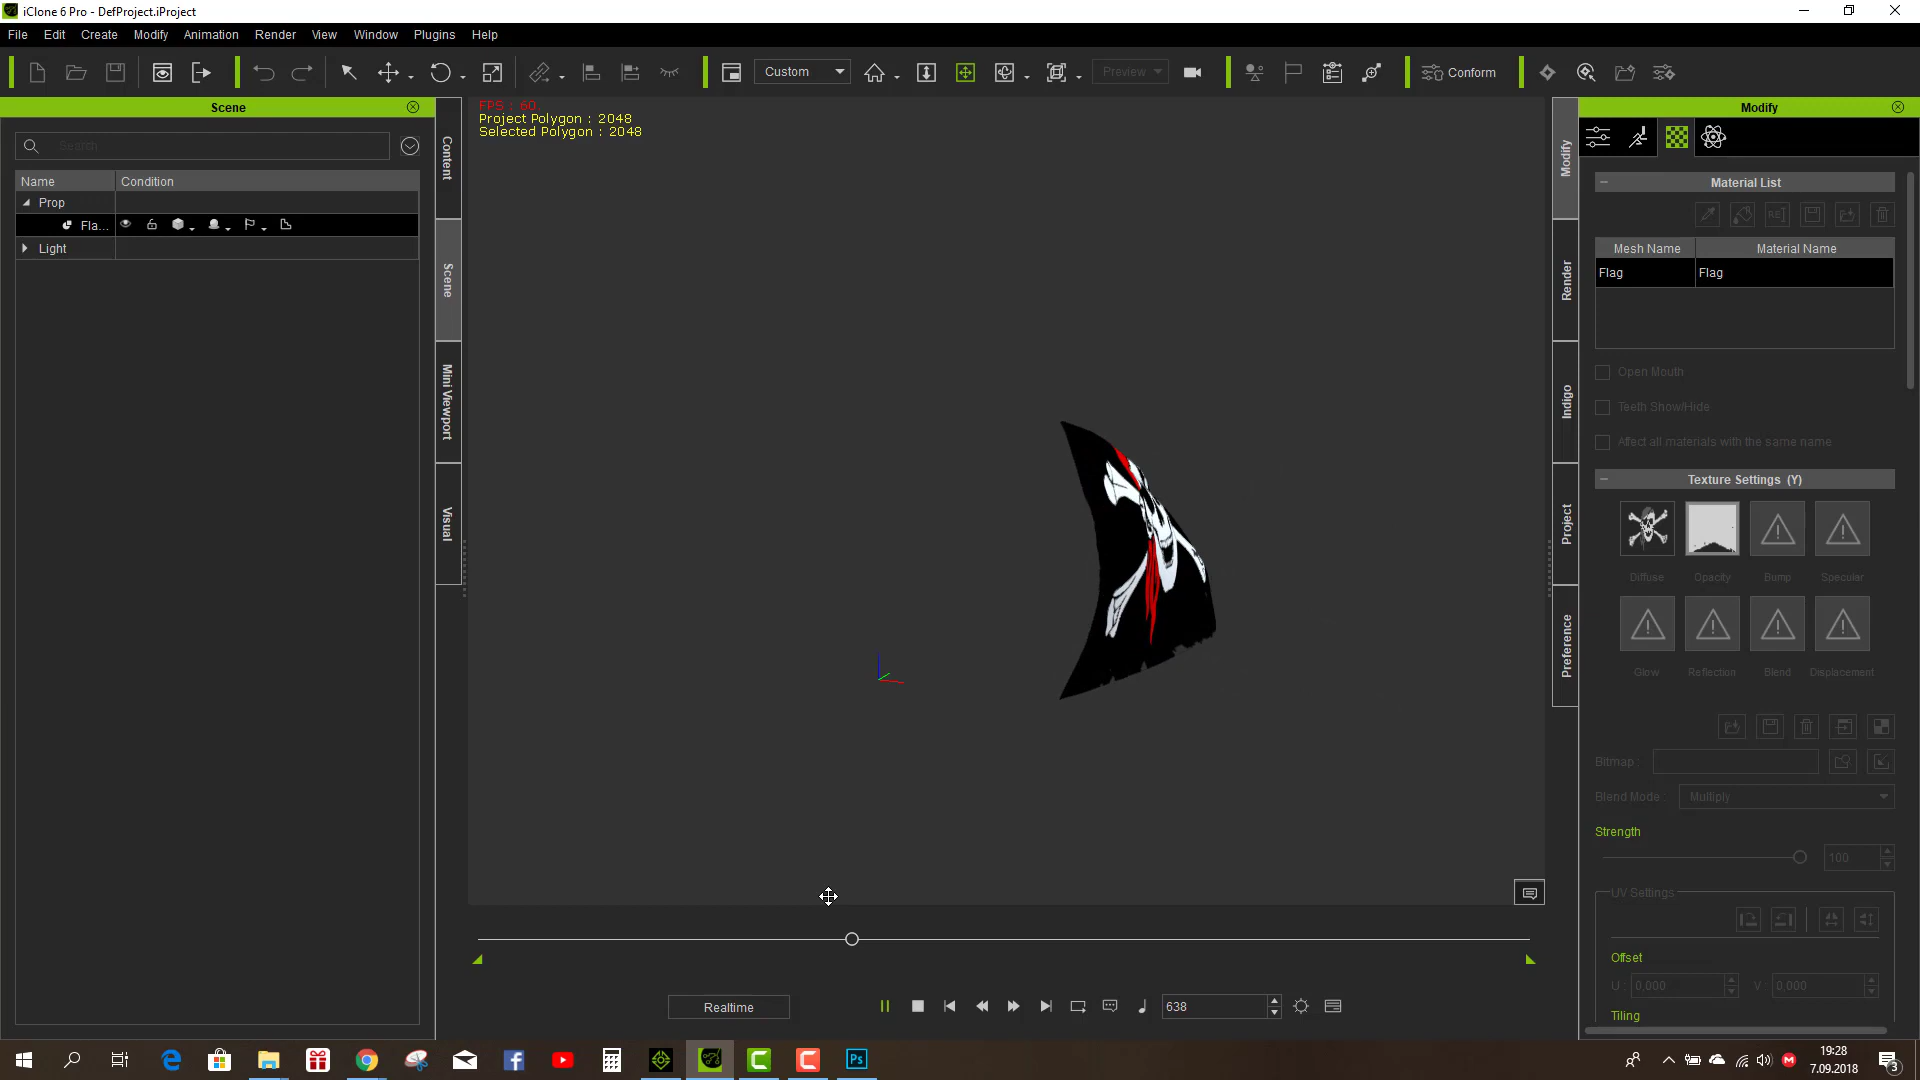 iClone 6 Pro - DefProject.iProject
File Edit Create Modify Animation Render View Window Plugins Help
Custom
Preview
Conform
Scene
Search
Name Condition
Prop
Fla...
Light
Content
Scene
Mini Viewport
Visual
FPS : 60.
Project Polygon : 2048
Selected Polygon : 2048
Realtime
638
Modify
Render
Indigo
Project
Preference
Modify
Material List
Mesh Name Material Name
Flag Flag
Open Mouth
Teeth Show/Hide
Affect all materials with the same name
Texture Settings (Y)
Diffuse Opacity Bump Specular
Glow Reflection Blend Displacement
Bitmap :
Blend Mode : Multiply
Strength
100
UV Settings
Offset
U : 0,000 V : 0,000
Tiling
Ps
19:28
7.09.2018
3